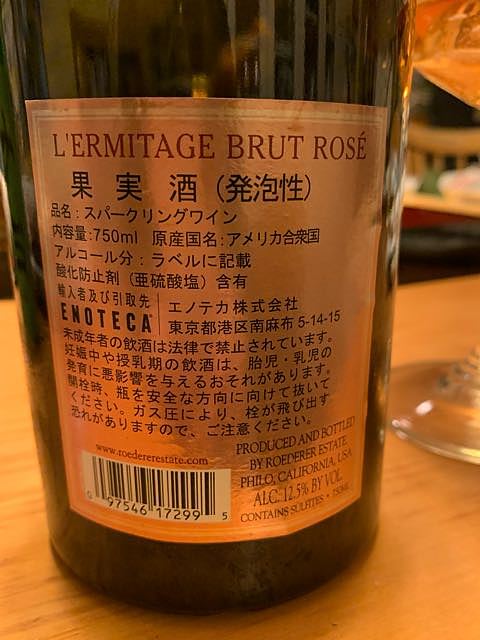 L'ERMITAGE BRUT ROSÉ
果実酒（発泡性）
品名：スパークリングワイン
内容量：750ml 原産国名：アメリカ合衆国
アルコール分：ラベルに記載
酸化防止剤（亜硫酸塩）含有
輸入者及び引取先
ENOTECA
エノテカ株式会社
東京都港区南麻布 5-14-15
未成年者の飲酒は法律で禁止されています。
妊娠中や授乳期の飲酒は、胎児・乳児の
発育に悪影響を与えるおそれがあります。
開栓時、瓶を安全な方向に向けて抜いて
ください。ガス圧により、栓が飛び出す
恐れがありますので、ご注意ください。
www.roedererestate.com
0 97546 17299 5
PRODUCED AND BOTTLED
BY ROEDERER ESTATE
PHILO, CALIFORNIA, USA
ALC. 12.5% BY VOL
CONTAINS SULFITES • 750ML